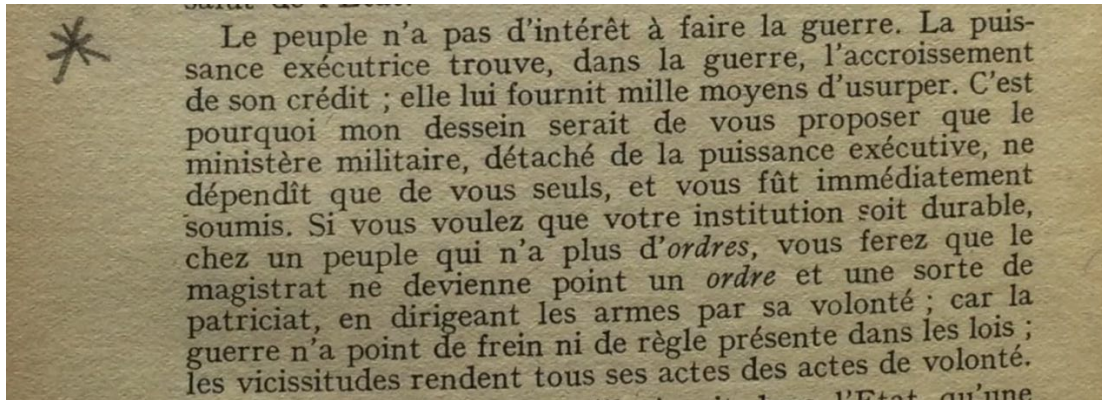 Le peuple n'a pas d'intérêt à faire la guerre. La puis-
sance exécutrice trouve, dans la guerre, l'accroissement
de son crédit ; elle lui fournit mille moyens d'usurper. C'est
pourquoi mon dessein serait de vous proposer que le
ministère militaire, détaché de la puissance exécutive, ne
dépendît que de vous seuls, et vous fût immédiatement
soumis. Si vous voulez que votre institution soit durable,
chez un peuple qui n'a plus d'ordres, vous ferez que le
magistrat ne devienne point un ordre et une sorte de
patriciat, en dirigeant les armes par sa volonté ; car la
guerre n'a point de frein ni de règle présente dans les lois ;
les vicissitudes rendent tous ses actes des actes de volonté.
l'Etat qu'une